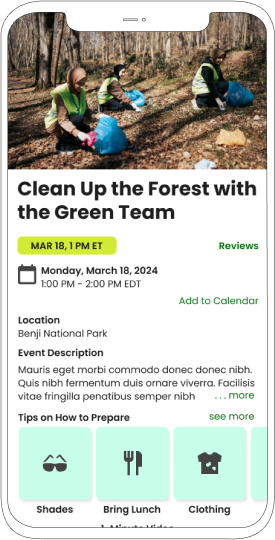 Clean Up the Forest with
the Green Team
MAR 18, 1 PM ET
Reviews
Monday, March 18, 2024
1:00 PM - 2:00 PM EDT
Add to Calendar
Location
Benji National Park
Event Description
Mauris eget morbi commodo donec donec nibh.
Quis nibh fermentum duis ornare viverra. Facilisis
vitae fringilla penatibus semper nibh ... more
Tips on How to Prepare see more
Shades Bring Lunch Clothing
1-Minute Video